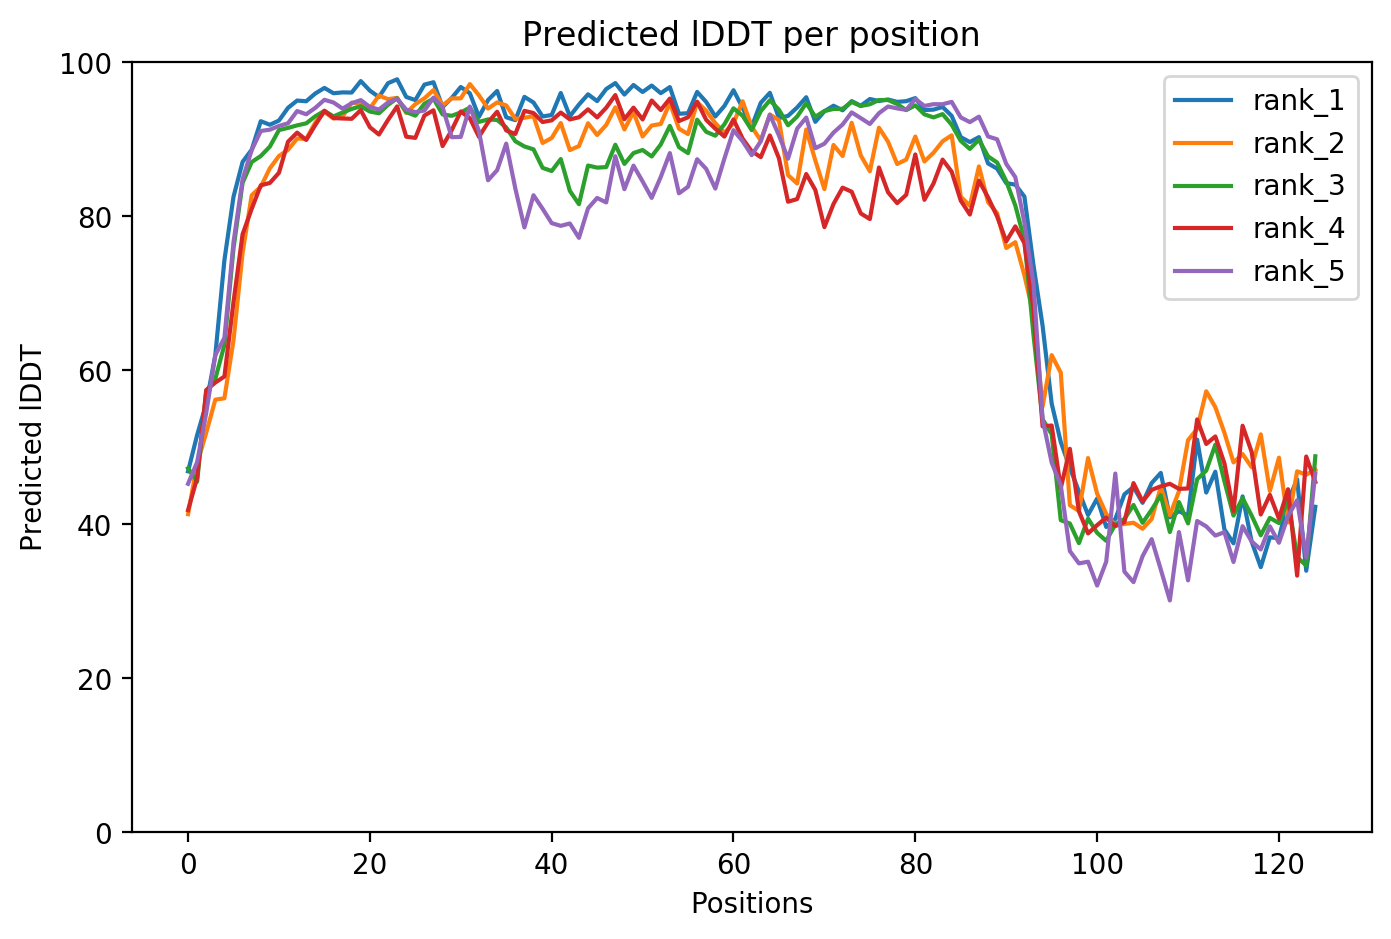 Predicted lDDT per position
100
80
60
40
20
0
Predicted lDDT
0 20 40 60 80 100 120
Positions
rank_1
rank_2
rank_3
rank_4
rank_5